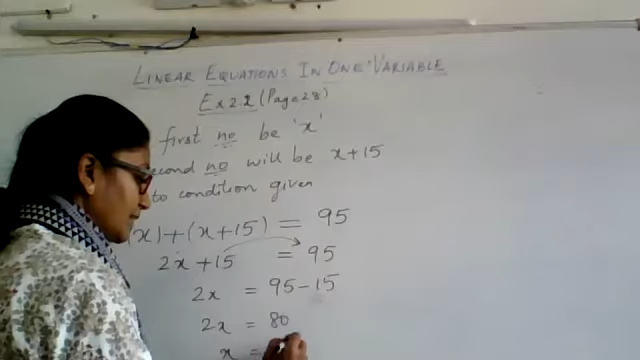 LINEAR EQUATIONS IN ONE VARIABLE
Ex 2.2 (Page 28)
first no be 'x'
second no will be x+15
to condition given
(x)+(x+15) = 95
2x +15 = 95
2x = 95-15
2x = 80
x =